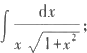 ∫ dx / (x √(1+x²)) ;